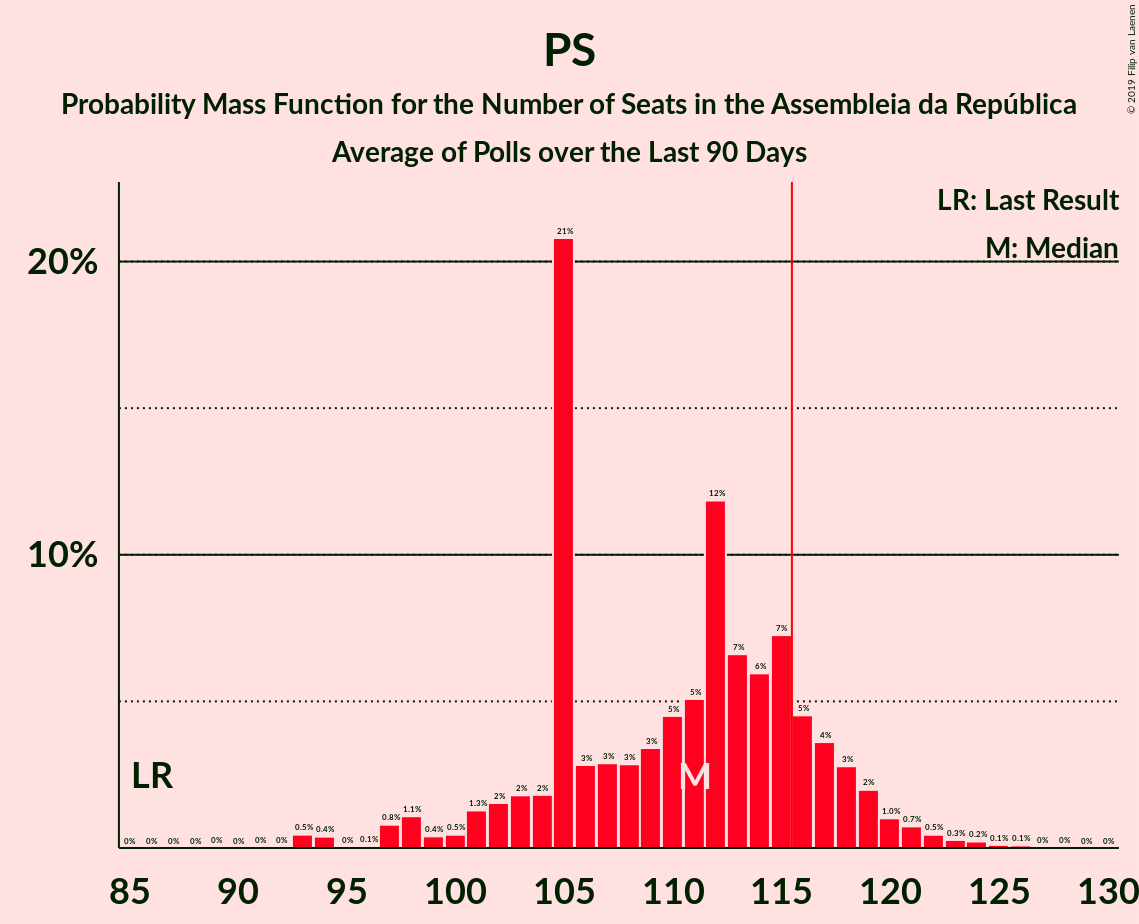 PS
Probability Mass Function for the Number of Seats in the Assembleia da República
Average of Polls over the Last 90 Days
© 2019 Filip van Laenen
LR: Last Result
M: Median
20%
10%
21%
12%
0% 0% 0% 0% 0% 0% 0% 0% 0.5% 0.4% 0% 0.1% 0.8% 1.1% 0.4% 0.5% 1.3% 2% 2% 2% 3% 3% 3% 3% 5% 5% 7% 6% 7% 5% 4% 3% 2% 1.0% 0.7% 0.5% 0.3% 0.2% 0.1% 0.1% 0% 0% 0% 0%
LR
M
85 90 95 100 105 110 115 120 125 130